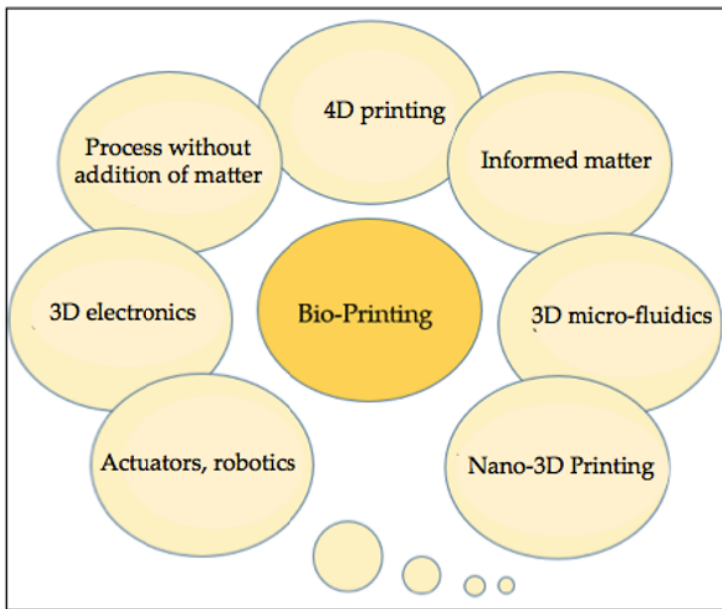 4D printing
Process without
addition of matter
Informed matter
3D electronics
Bio-Printing
3D micro-fluidics
Actuators, robotics
Nano-3D Printing